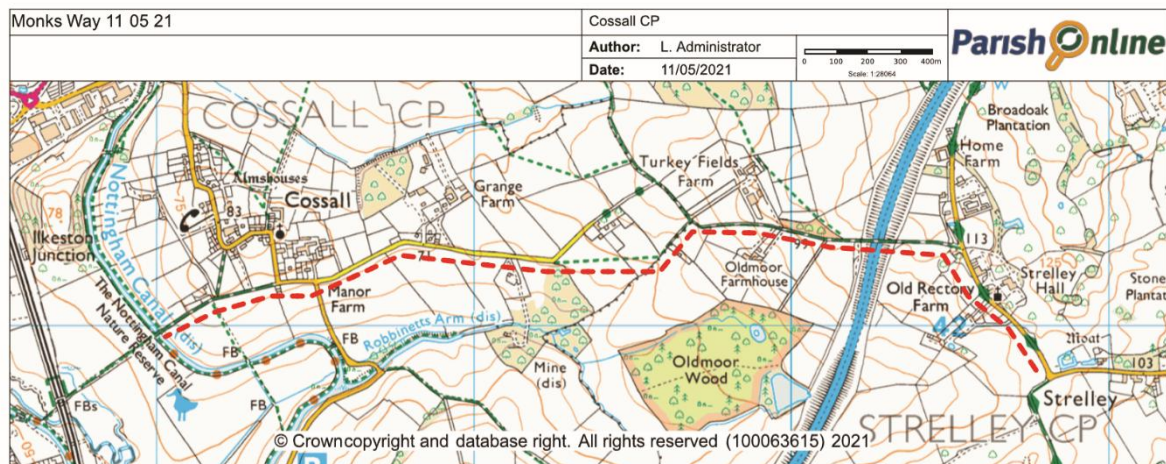 Monks Way 11 05 21
Cossall CP
Author: L. Administrator
Date: 11/05/2021
0 100 200 300 400m
Scale: 1:28064
Parish Online
COSSALL CP
Broadoak
Plantation
Home
Farm
Turkey Fields
Farm
Almshouses
Grange
Farm
Cossall
75
83
78
Ilkeston
Junction
Nottingham Canal (dis)
71
113
125
Strelley
Hall
Oldmoor
Farmhouse
Old Rectory
Farm
Stone
Plantat
Manor
Farm
The Nottingham Canal
Nature Reserve
Robbinetts Arm (dis)
FB
FB
42
Moat
103
Oldmoor
Wood
Mine
(dis)
FBs
FB
Strelley
50
STRELLEY CP
© Crowncopyright and database right. All rights reserved (100063615) 2021